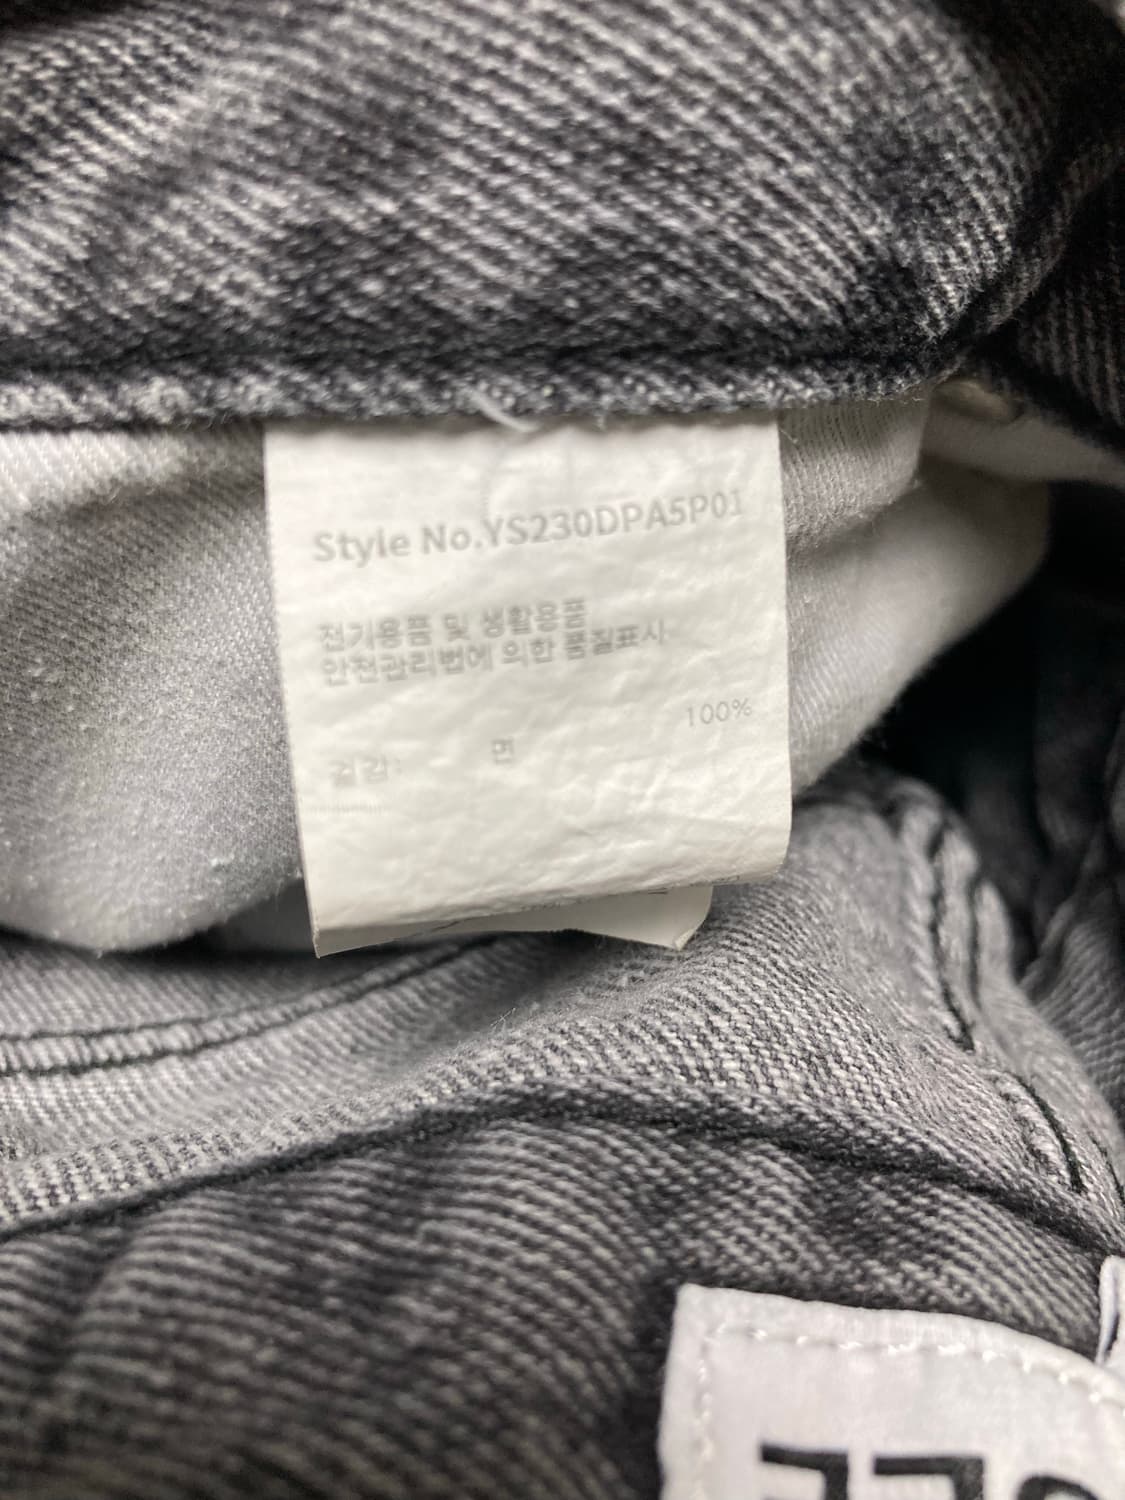 Style No.YS230DPA5P01
전기용품 및 생활용품
안전관리법에 의한 품질표시
100%
겉감: 면